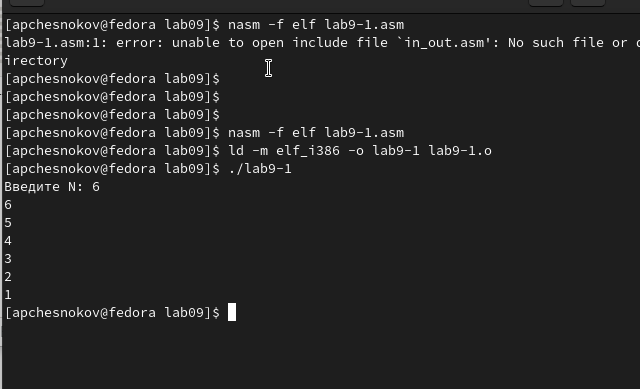 [apchesnokov@fedora lab09]$ nasm -f elf lab9-1.asm
lab9-1.asm:1: error: unable to open include file `in_out.asm': No such file or d
irectory
[apchesnokov@fedora lab09]$
[apchesnokov@fedora lab09]$
[apchesnokov@fedora lab09]$
[apchesnokov@fedora lab09]$ nasm -f elf lab9-1.asm
[apchesnokov@fedora lab09]$ ld -m elf_i386 -o lab9-1 lab9-1.o
[apchesnokov@fedora lab09]$ ./lab9-1
Введите N: 6
6
5
4
3
2
1
[apchesnokov@fedora lab09]$